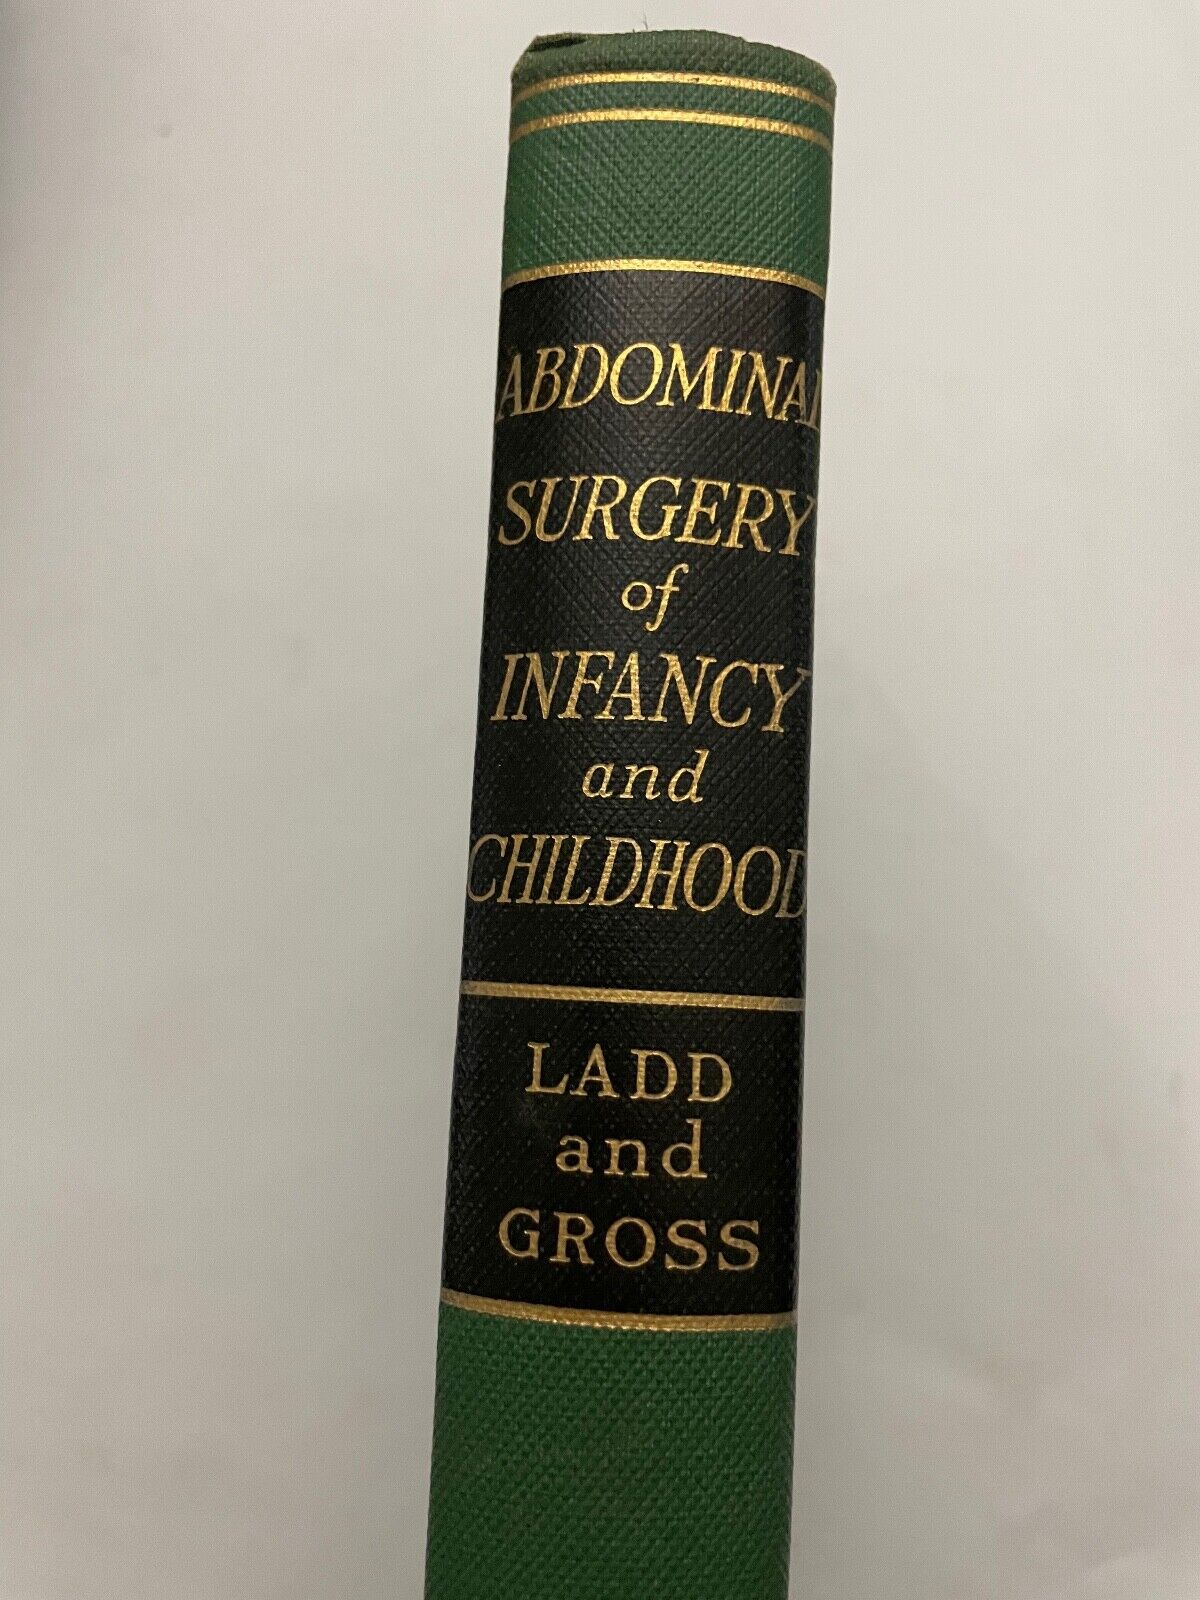 ABDOMINAL
SURGERY
of
INFANCY
and
CHILDHOOD
LADD
and
GROSS